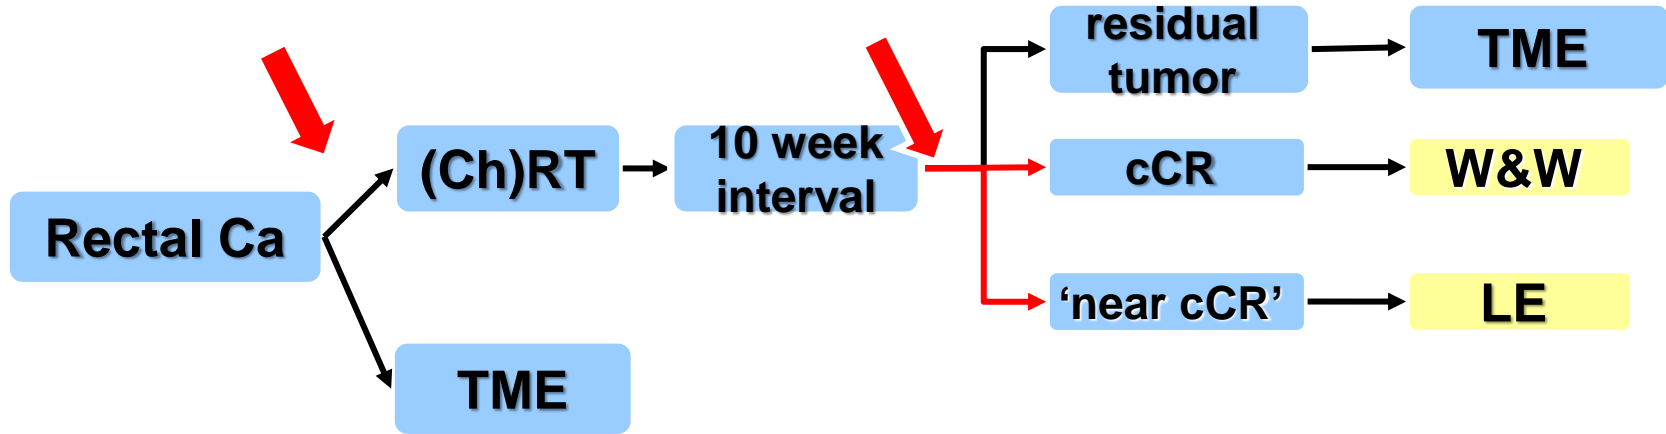 Rectal Ca
(Ch)RT
TME
10 week
interval
residual
tumor
TME
cCR
W&W
‘near cCR’
LE